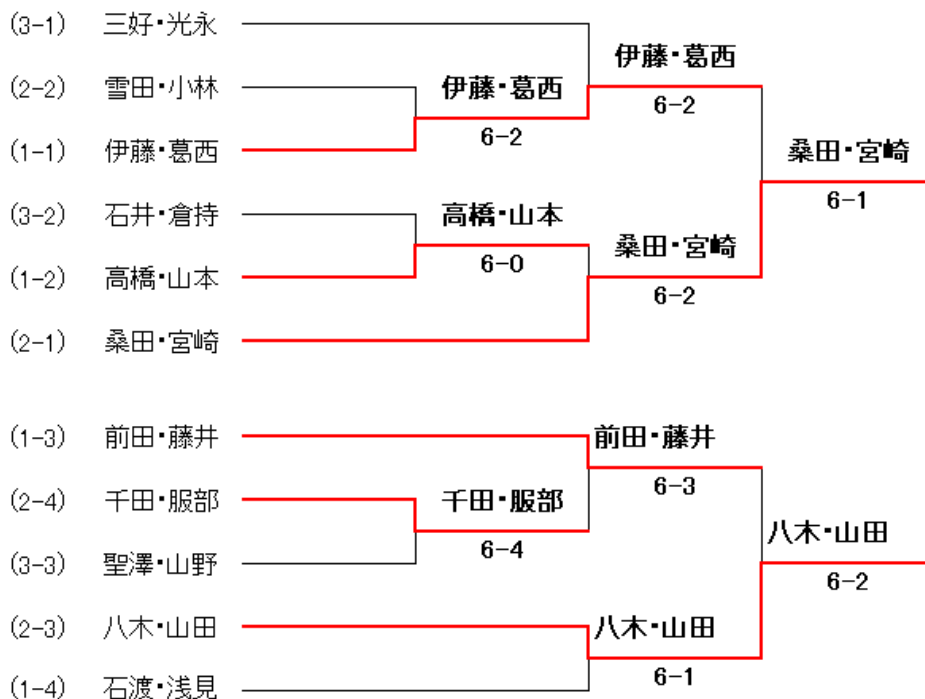 (3-1) 三好・光永
伊藤・葛西
(2-2) 雪田・小林
伊藤・葛西
6-2
6-2
(1-1) 伊藤・葛西
桑田・宮崎
6-1
(3-2) 石井・倉持
高橋・山本
6-0
桑田・宮崎
(1-2) 高橋・山本
6-2
(2-1) 桑田・宮崎
(1-3) 前田・藤井
前田・藤井
6-3
(2-4) 千田・服部
千田・服部
6-4
八木・山田
(3-3) 聖澤・山野
6-2
(2-3) 八木・山田
八木・山田
6-1
(1-4) 石渡・浅見